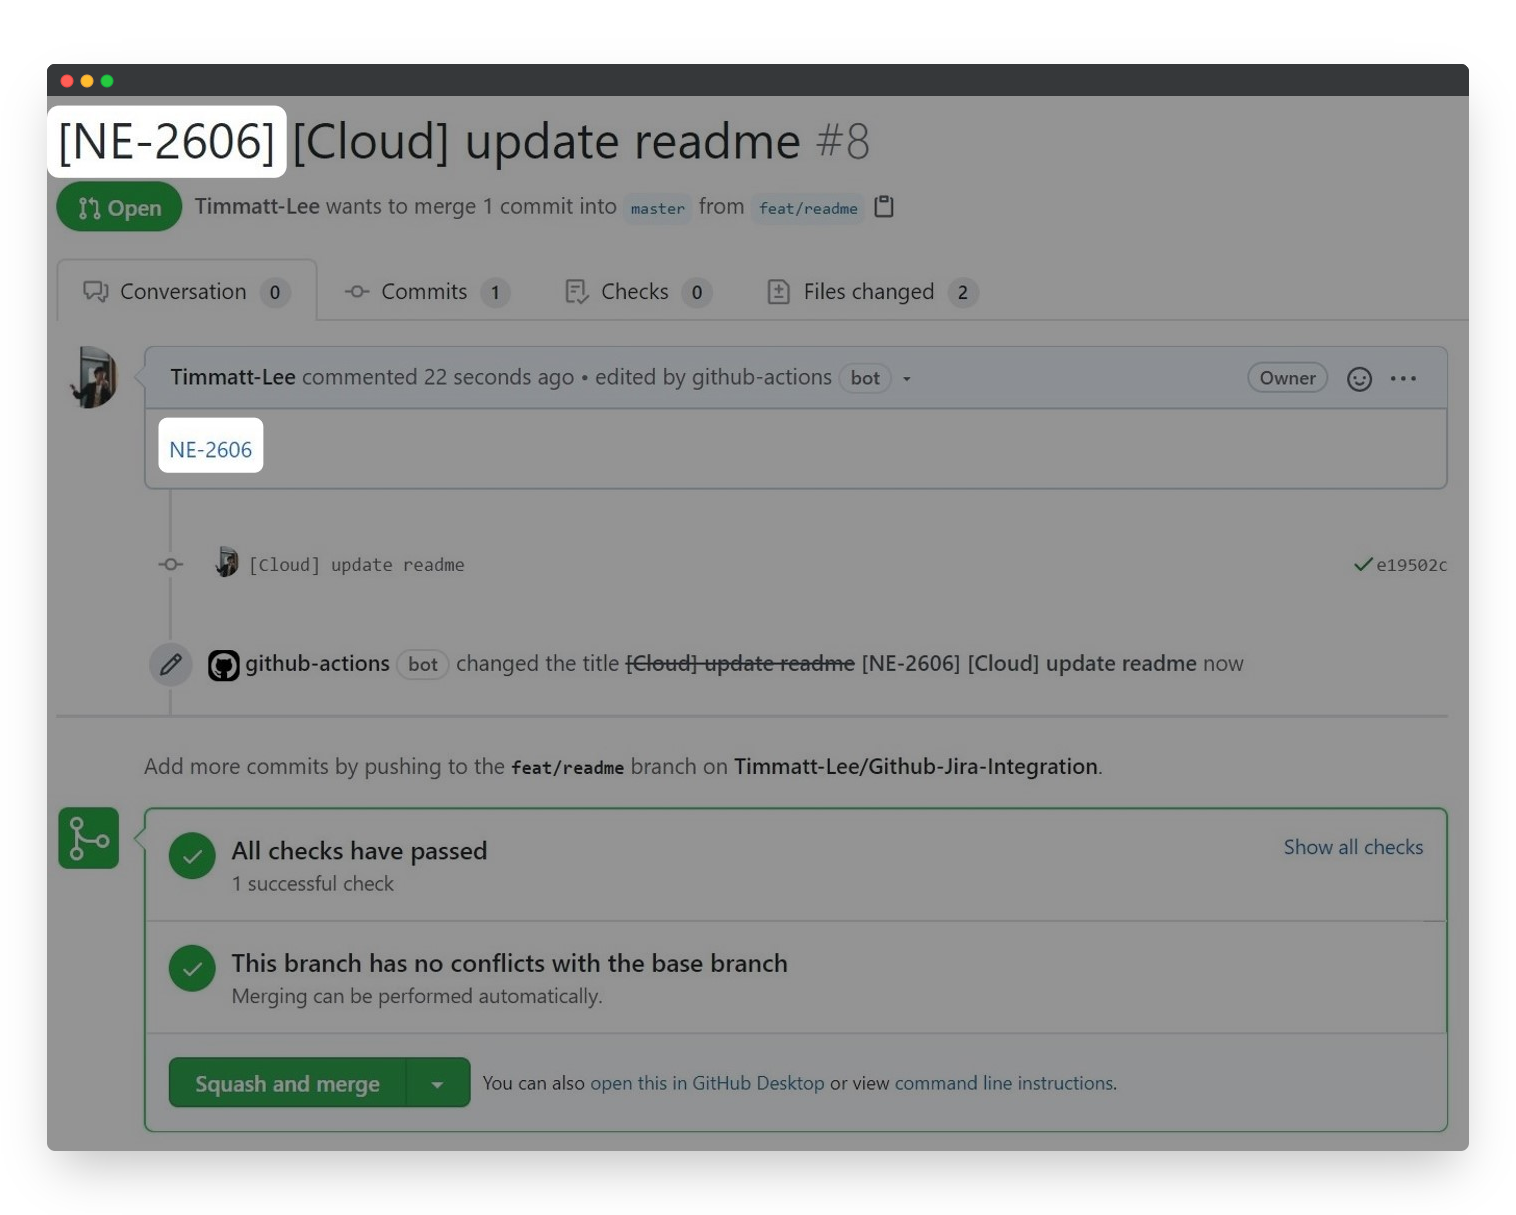 [NE-2606] [Cloud] update readme #8
Open Timmatt-Lee wants to merge 1 commit into master from feat/readme
Conversation 0 Commits 1 Checks 0 Files changed 2
Timmatt-Lee commented 22 seconds ago • edited by github-actions bot Owner
NE-2606
[Cloud] update readme e19502c
github-actions bot changed the title [Cloud] update readme [NE-2606] [Cloud] update readme now
Add more commits by pushing to the feat/readme branch on Timmatt-Lee/Github-Jira-Integration.
All checks have passed Show all checks
1 successful check
This branch has no conflicts with the base branch
Merging can be performed automatically.
Squash and merge You can also open this in GitHub Desktop or view command line instructions.